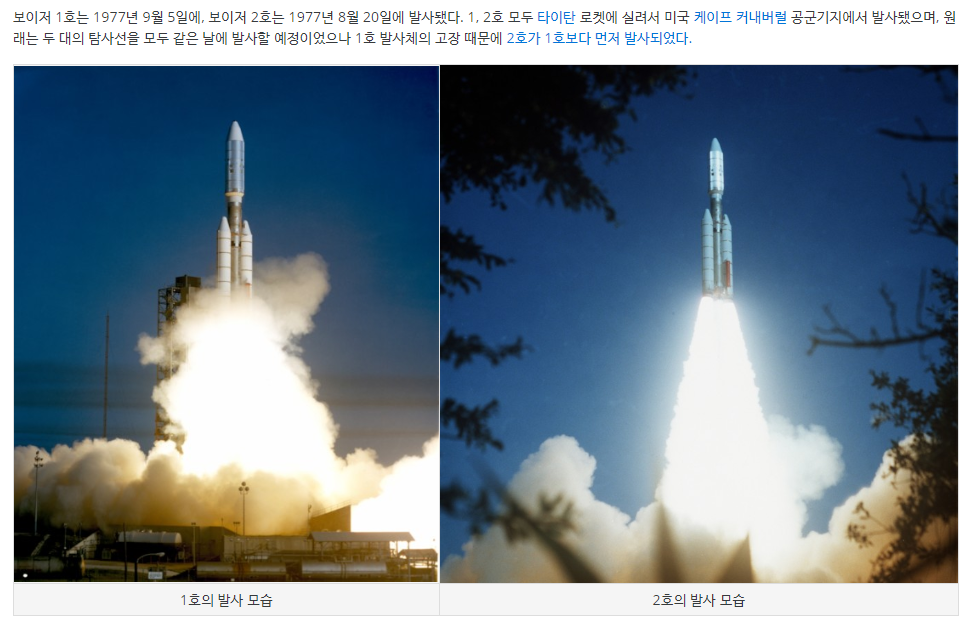 보이저 1호는 1977년 9월 5일에, 보이저 2호는 1977년 8월 20일에 발사됐다. 1, 2호 모두 타이탄 로켓에 실려서 미국 케이프 커내버럴 공군기지에서 발사됐으며, 원
래는 두 대의 탐사선을 모두 같은 날에 발사할 예정이었으나 1호 발사체의 고장 때문에 2호가 1호보다 먼저 발사되었다.
1호의 발사 모습
2호의 발사 모습